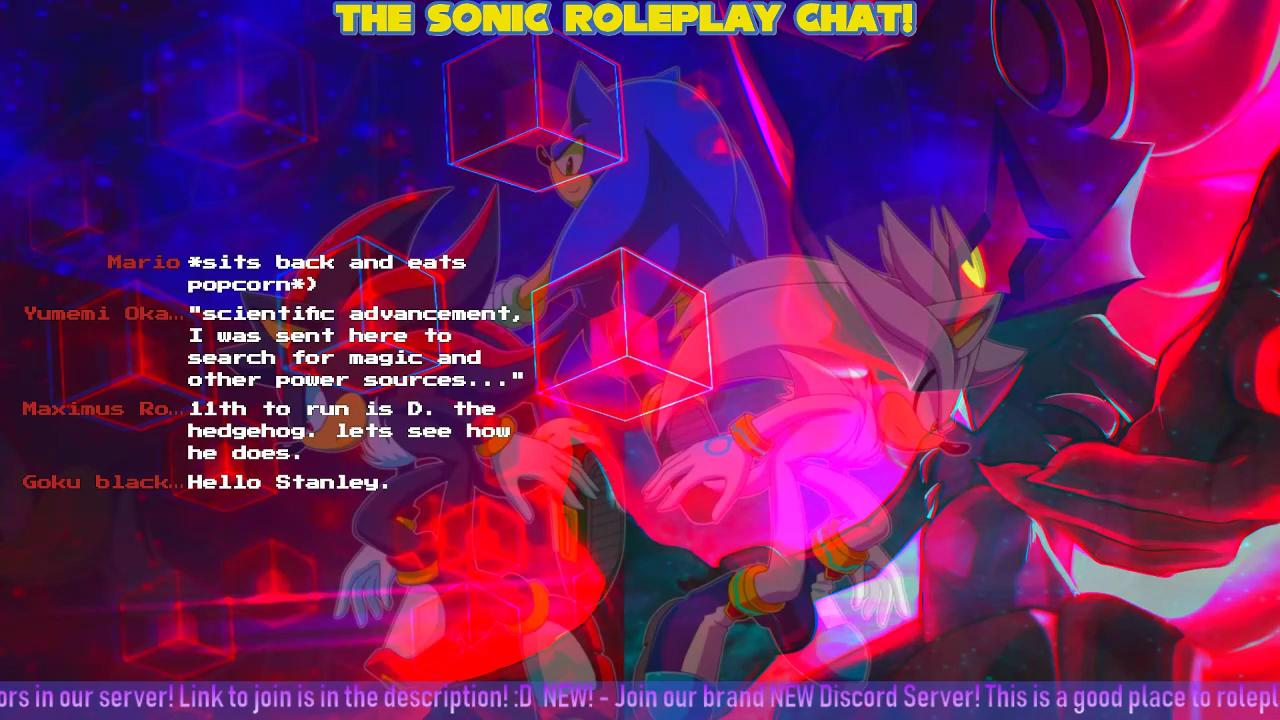 THE SONIC ROLEPLAY CHAT!
Mario *sits back and eats
popcorn*)
Yumemi Oka... "scientific advancement,
I was sent here to
search for magic and
other power sources..."
Maximus Ro... 11th to run is D. the
hedgehog. lets see how
he does.
Goku black... Hello Stanley.
ors in our server! Link to join is in the description! :D NEW! - Join our brand NEW Discord Server! This is a good place to rolepl